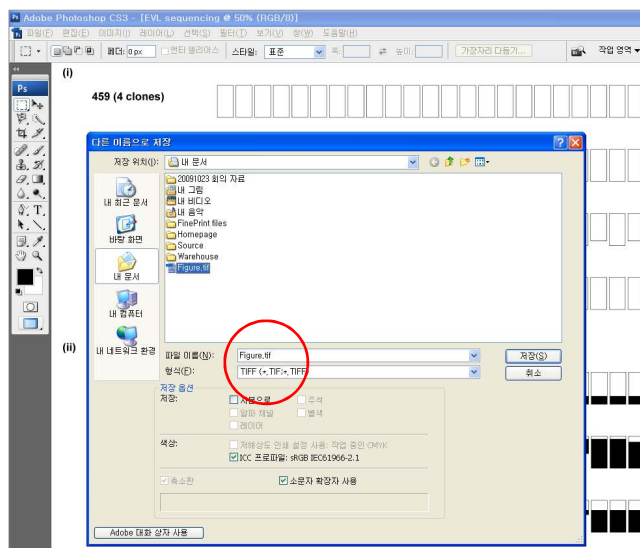 Adobe Photoshop CS3 - [EVL sequencing @ 50% (RGB/8)]
파일(F) 편집(E) 이미지(I) 레이어(L) 선택(S) 필터(T) 보기(V) 창(W) 도움말(H)
페더: 0 px 앤티 앨리어스 스타일: 표준 폭: 높이: 가장자리 다듬기... 작업 영역
Ps
(i)
459 (4 clones)
다른 이름으로 저장
저장 위치(I): 내 문서
내 최근 문서
바탕 화면
내 문서
내 컴퓨터
내 네트워크 환경
20091023 회의 자료
내 그림
내 비디오
내 음악
FinePrint files
Homepage
Source
Warehouse
Figure.tif
(ii)
파일 이름(N): Figure.tif 저장(S)
형식(F): TIFF (*.TIF;*.TIFF) 취소
저장 옵션
저장: 사본으로 주석
알파 채널 별색
레이어
색상: 저해상도 인쇄 설정 사용: 작업 중인 CMYK
ICC 프로파일: sRGB IEC61966-2.1
축소판 소문자 확장자 사용
Adobe 대화 상자 사용